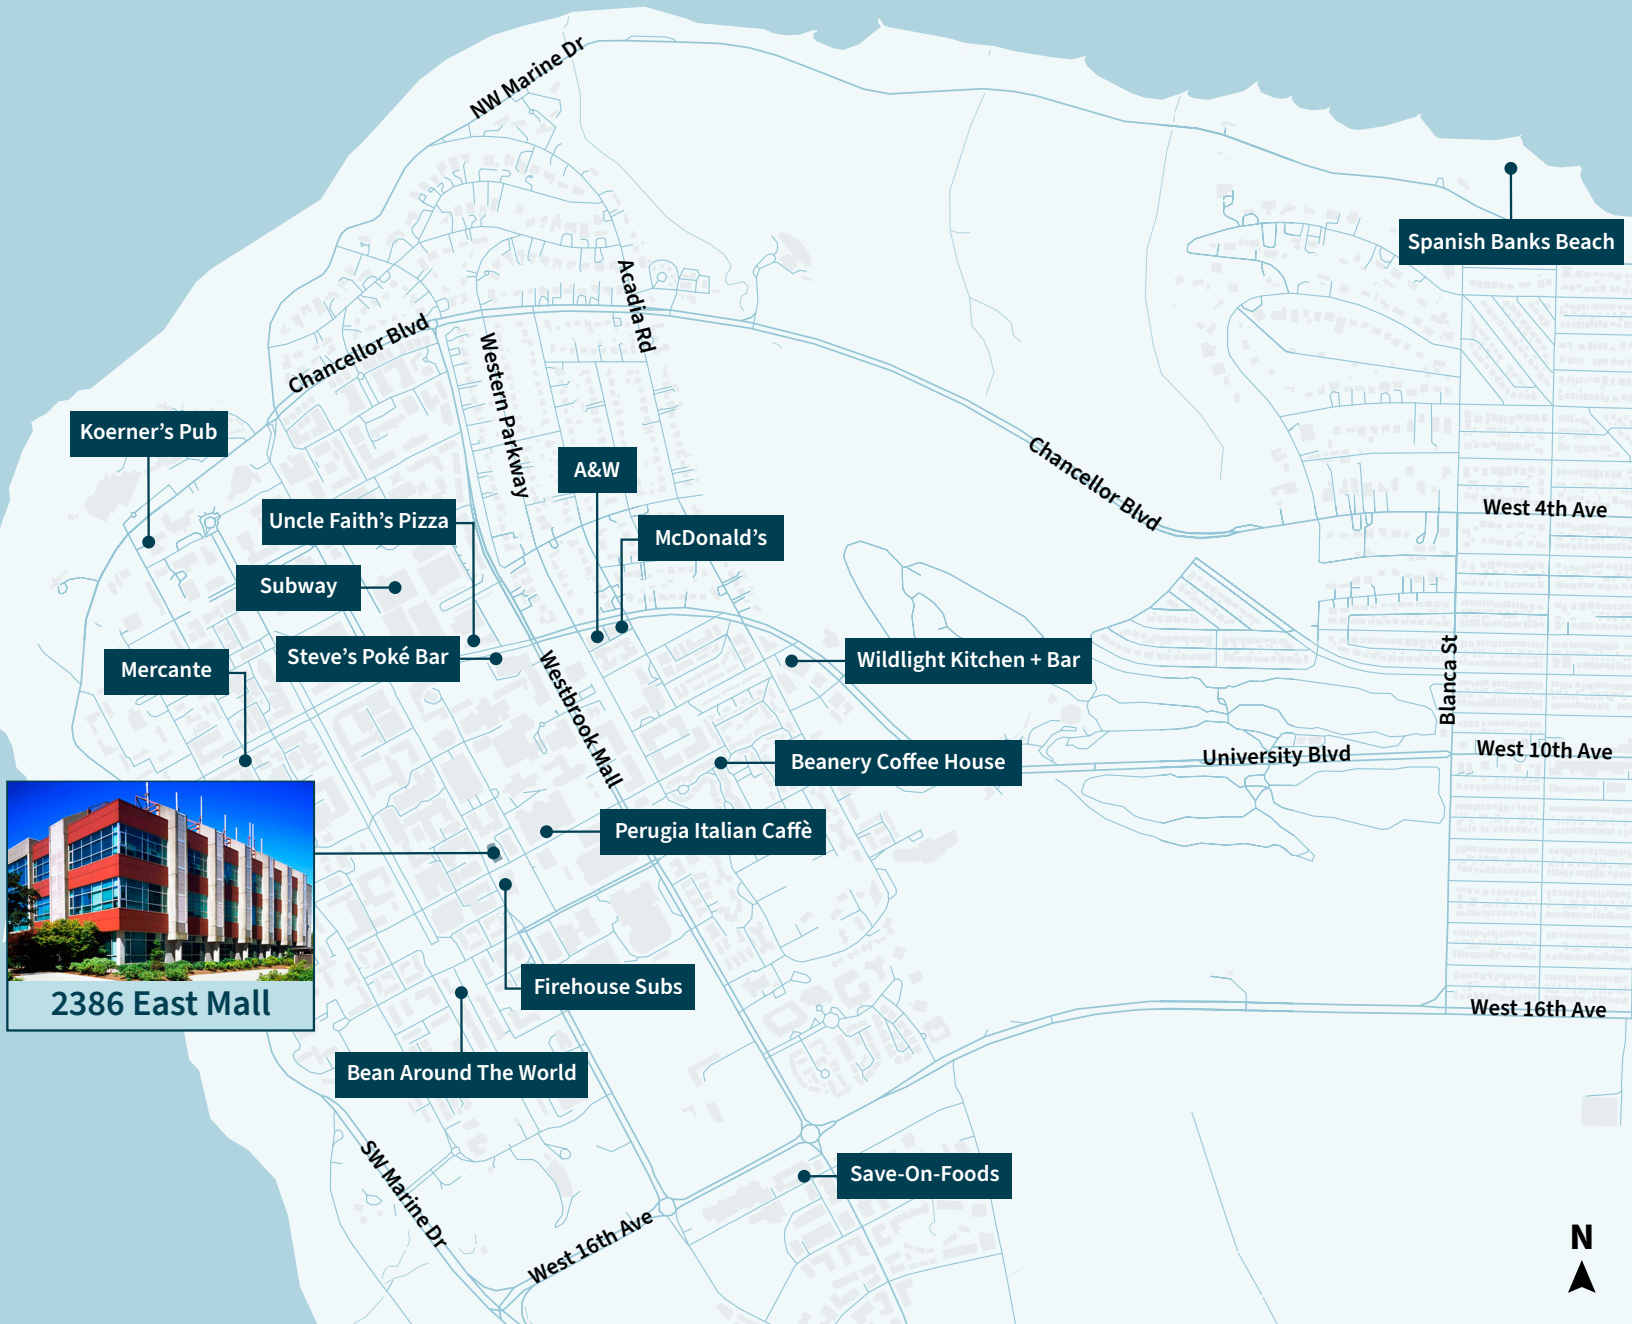 NW Marine Dr
Spanish Banks Beach
Acadia Rd
Chancellor Blvd
Western Parkway
Koerner’s Pub
A&W
Chancellor Blvd
West 4th Ave
Uncle Faith’s Pizza
McDonald’s
Subway
Steve’s Poké Bar
Mercante
Wildlight Kitchen + Bar
Blanca St
Westbrook Mall
Beanery Coffee House
University Blvd
West 10th Ave
Perugia Italian Caffè
2386 East Mall
Firehouse Subs
West 16th Ave
Bean Around The World
SW Marine Dr
Save-On-Foods
West 16th Ave
N